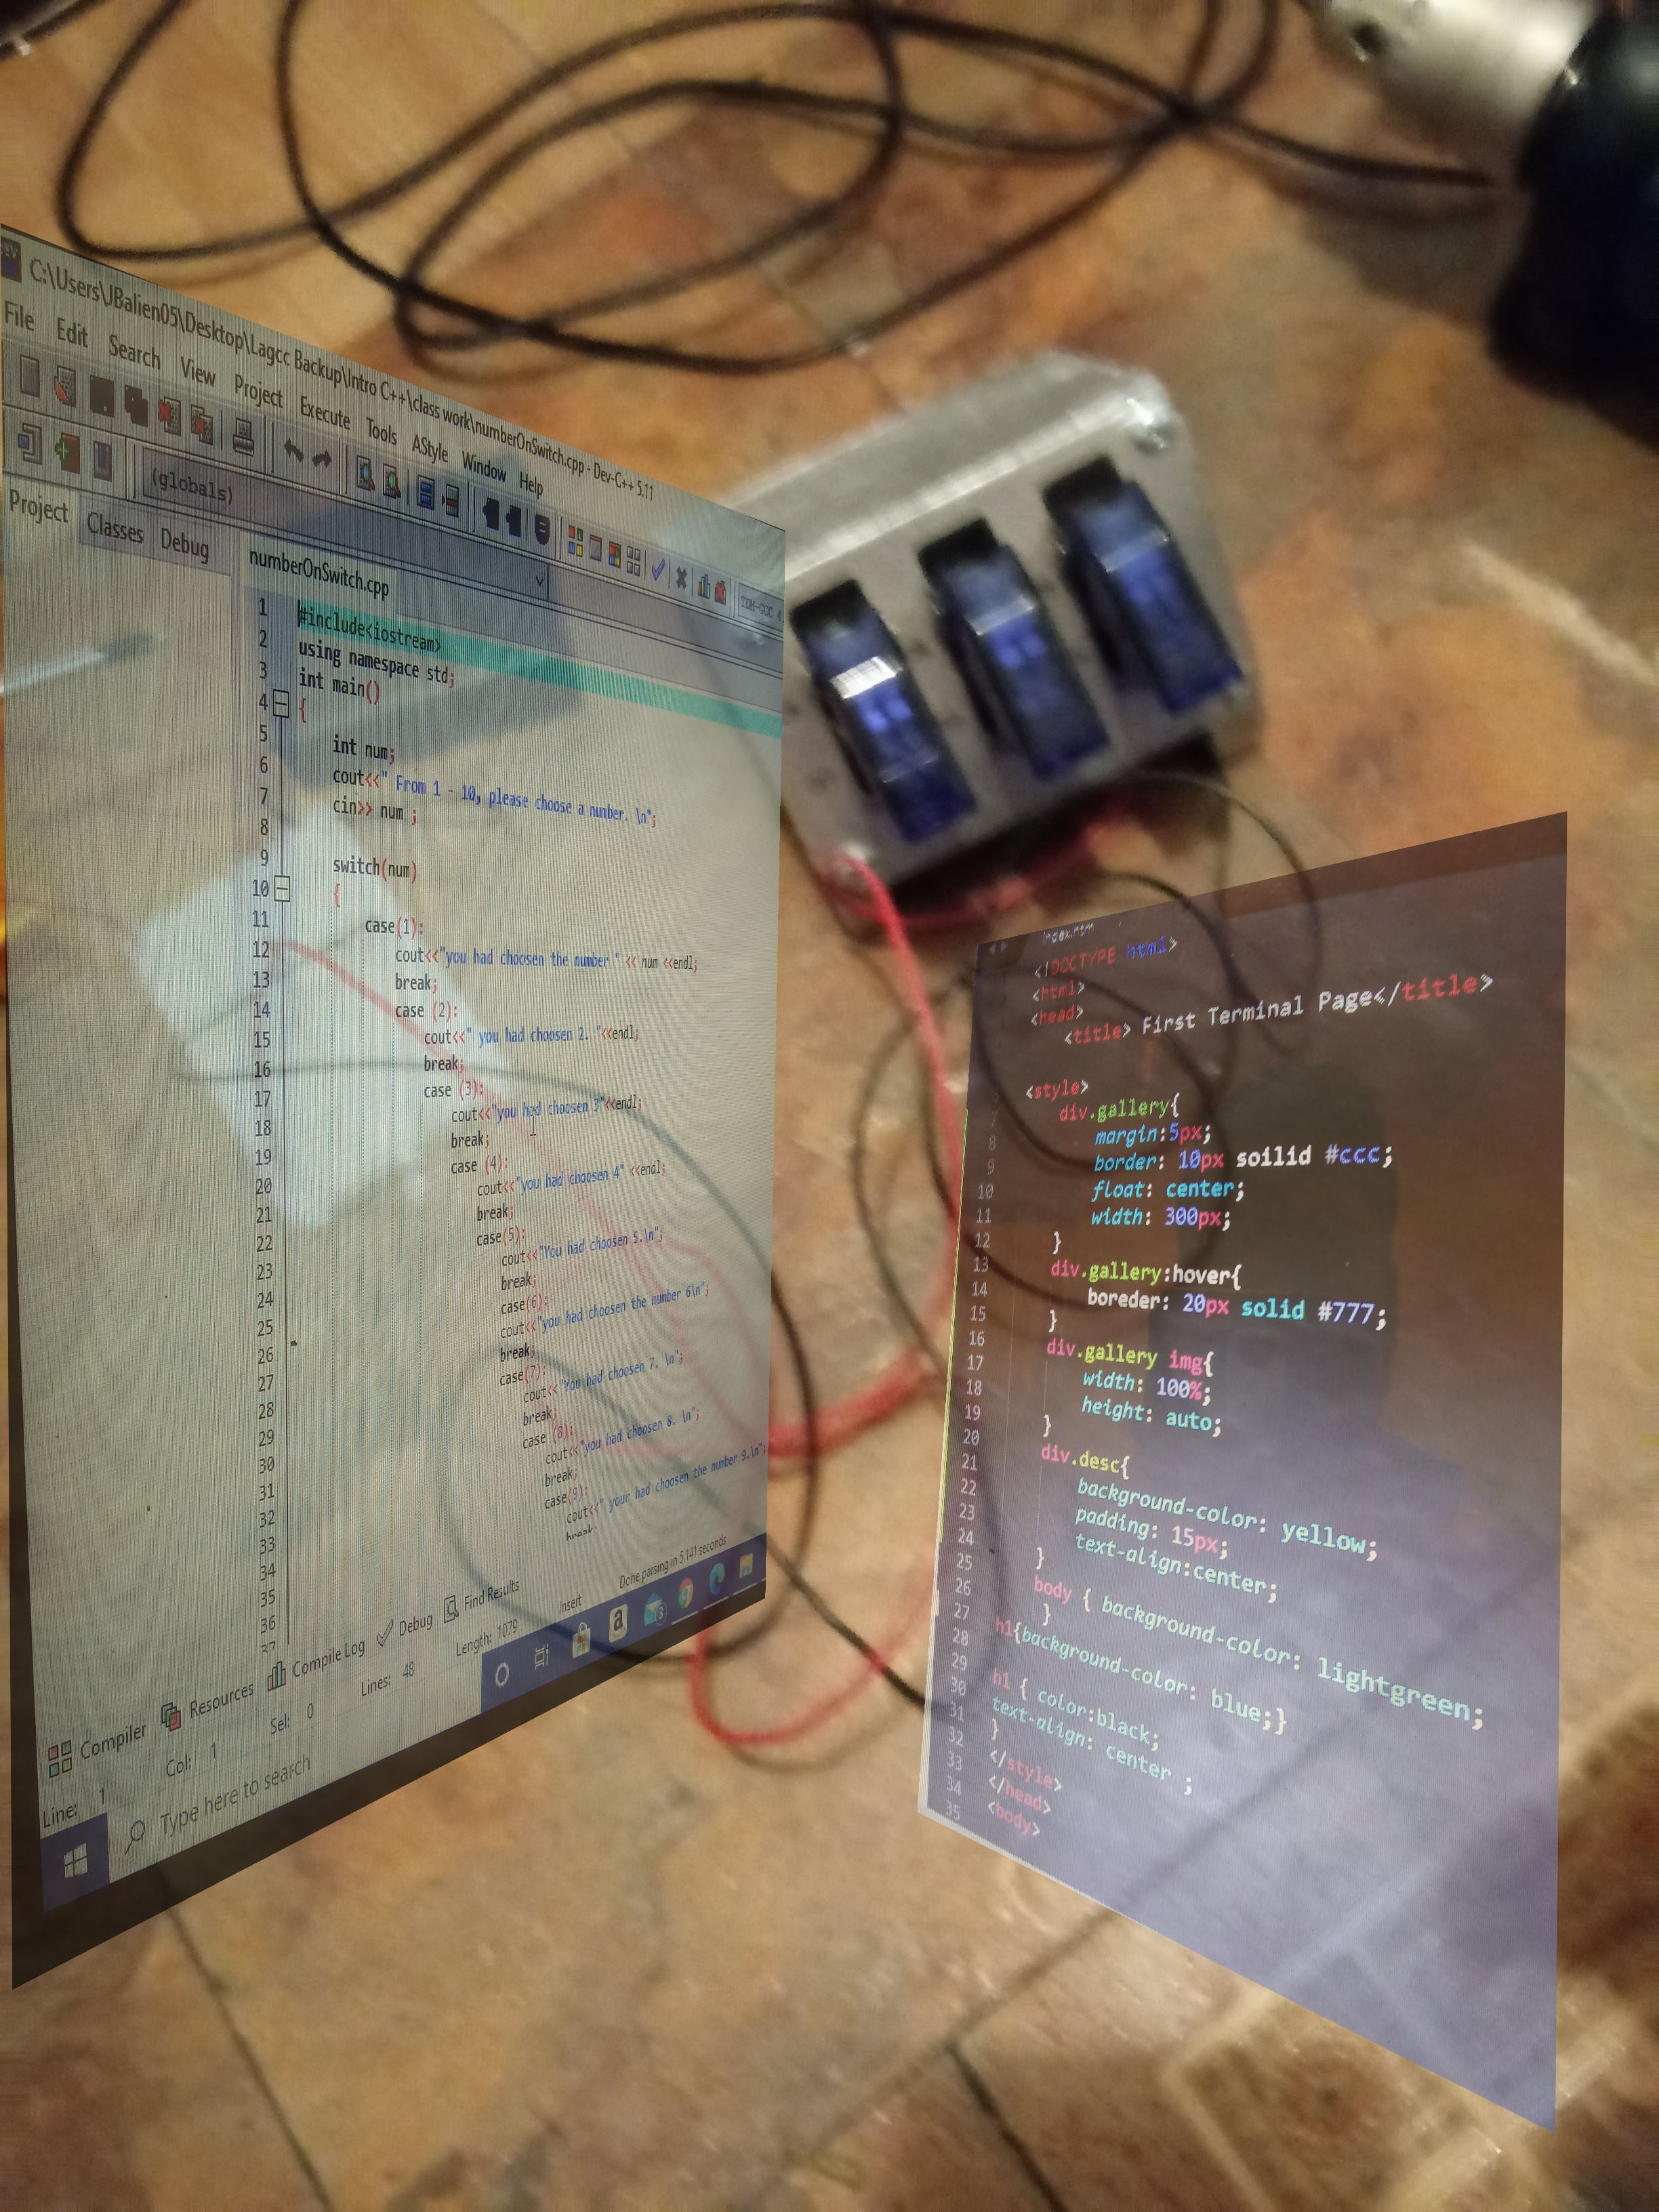 C:\Users\JBalien05\Desktop\Lagcc Backup\Intro C++\class work\numberOnSwitch.cpp - Dev-C++ 5.11
File Edit Search View Project Execute Tools AStyle Window Help
(globals)
TDM-GCC 4
Project Classes Debug
numberOnSwitch.cpp
1 #include<iostream>
2 using namespace std;
3 int main()
4 {
5 int num;
6 cout<<" From 1 - 10, please choose a number. \n";
7 cin>> num ;
8
9 switch(num)
10 {
11 case(1):
12 cout<<"you had choosen the number " << num <<endl;
13 break;
14 case (2):
15 cout<<" you had choosen 2. "<<endl;
16 break;
17 case (3):
18 cout<<"you had choosen 3"<<endl;
19 break;
20 case (4):
21 cout<<"you had choosen 4" <<endl;
22 break;
23 case(5):
24 cout<<"You had choosen 5.\n";
25 break;
26 case(6):
27 cout<<"you had choosen the number 6\n";
28 break;
29 case(7):
30 cout<<"You had choosen 7. \n";
31 break;
32 case (8):
33 cout<<"you had choosen 8. \n";
34 break;
35 case(9):
36 cout<<" your had choosen the number 9.\n";
37 break;
Compiler Resources Compile Log Debug Find Results
Line: 1 Col: 1 Sel: 0 Lines: 48 Length: 1079 Insert Done parsing in 5.141 seconds
Type here to search
a
3
index.htm
<!DOCTYPE html>
<html>
<head>
<title> First Terminal Page</title>
<style>
7 div.gallery{
8 margin:5px;
9 border: 10px soilid #ccc;
10 float: center;
11 width: 300px;
12 }
13 div.gallery:hover{
14 boreder: 20px solid #777;
15 }
16 div.gallery img{
17 width: 100%;
18 height: auto;
19 }
20 div.desc{
21 background-color: yellow;
22 padding: 15px;
23 text-align:center;
24 }
25 body { background-color: lightgreen;
26 }
27 h1{background-color: blue;}
28
29 h1 { color:black;
30 text-align: center ;
31 }
32 </style>
33 </head>
34 <body>
35